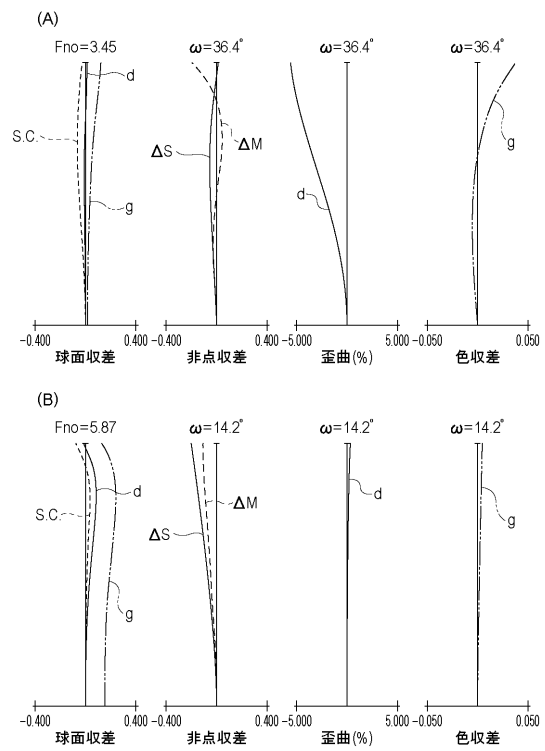 (A)
Fno=3.45
ω=36.4°
ω=36.4°
ω=36.4°
d
S.C.
g
ΔS
ΔM
d
g
-0.400 0.400
球面収差
-0.400 0.400
非点収差
-5.000 5.000
歪曲(%)
-0.050 0.050
色収差
(B)
Fno=5.87
ω=14.2°
ω=14.2°
ω=14.2°
d
S.C.
g
ΔS
ΔM
d
g
-0.400 0.400
球面収差
-0.400 0.400
非点収差
-5.000 5.000
歪曲(%)
-0.050 0.050
色収差